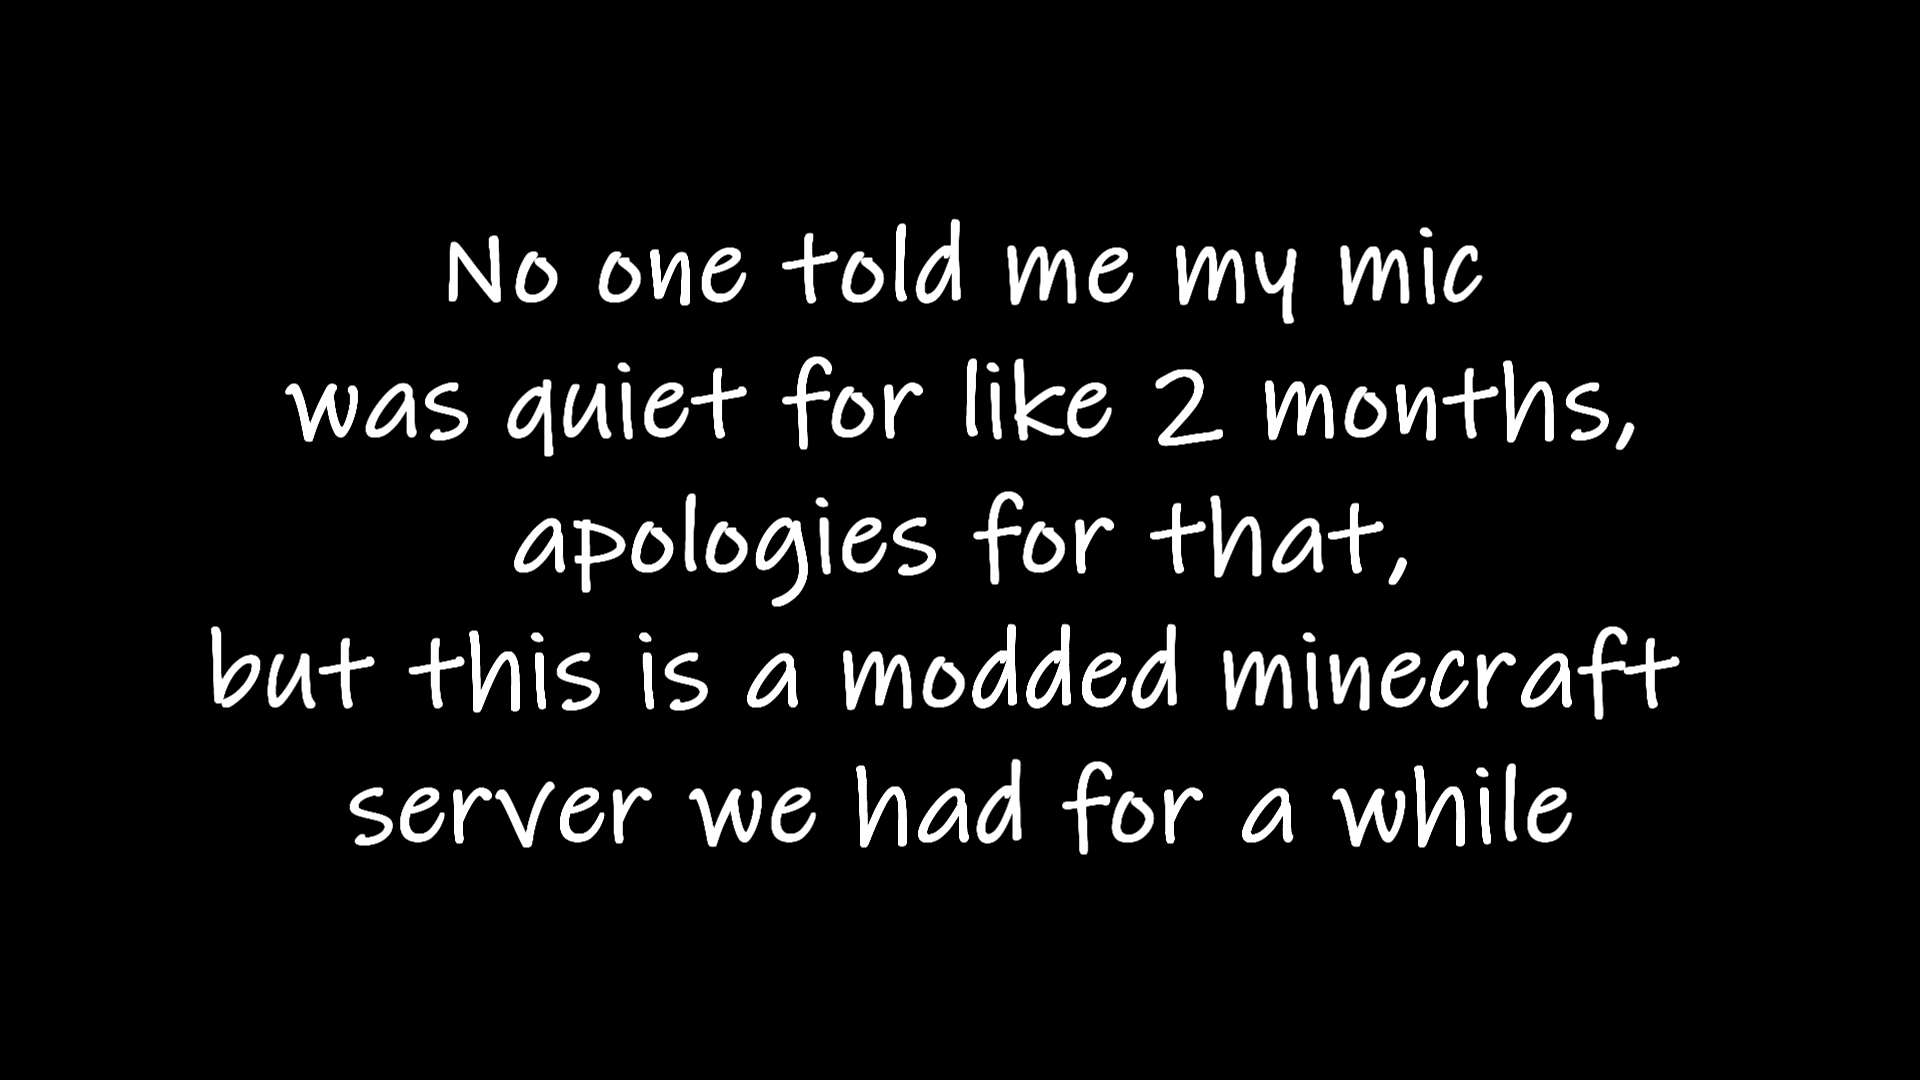 No one told me my mic
was quiet for like 2 months,
apologies for that,
but this is a modded minecraft
server we had for a while